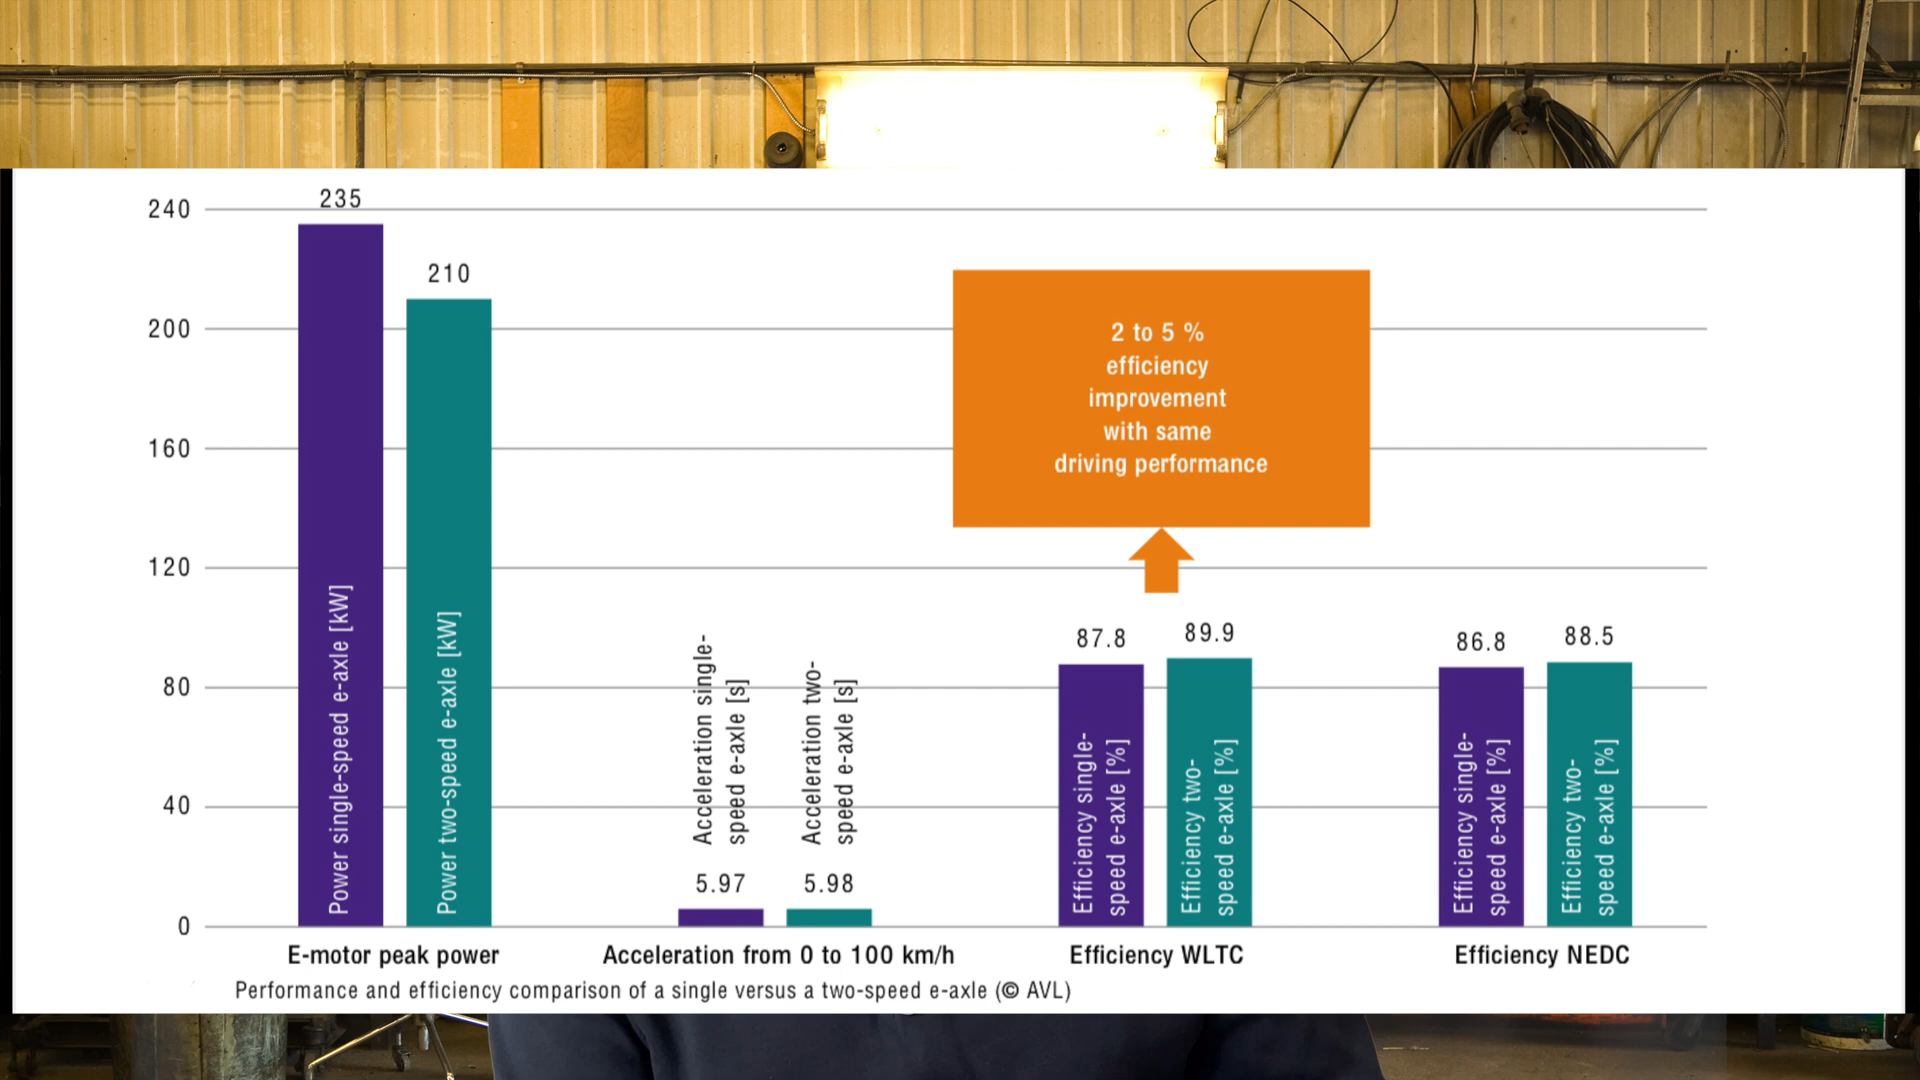 240
200
160
120
80
40
0
235
210
Power single-speed e-axle [kW]
Power two-speed e-axle [kW]
Acceleration single-
speed e-axle [s]
Acceleration two-
speed e-axle [s]
5.97
5.98
2 to 5 %
efficiency
improvement
with same
driving performance
87.8
89.9
Efficiency single-
speed e-axle [%]
Efficiency two-
speed e-axle [%]
86.8
88.5
Efficiency single-
speed e-axle [%]
Efficiency two-
speed e-axle [%]
E-motor peak power
Acceleration from 0 to 100 km/h
Efficiency WLTC
Efficiency NEDC
Performance and efficiency comparison of a single versus a two-speed e-axle (© AVL)